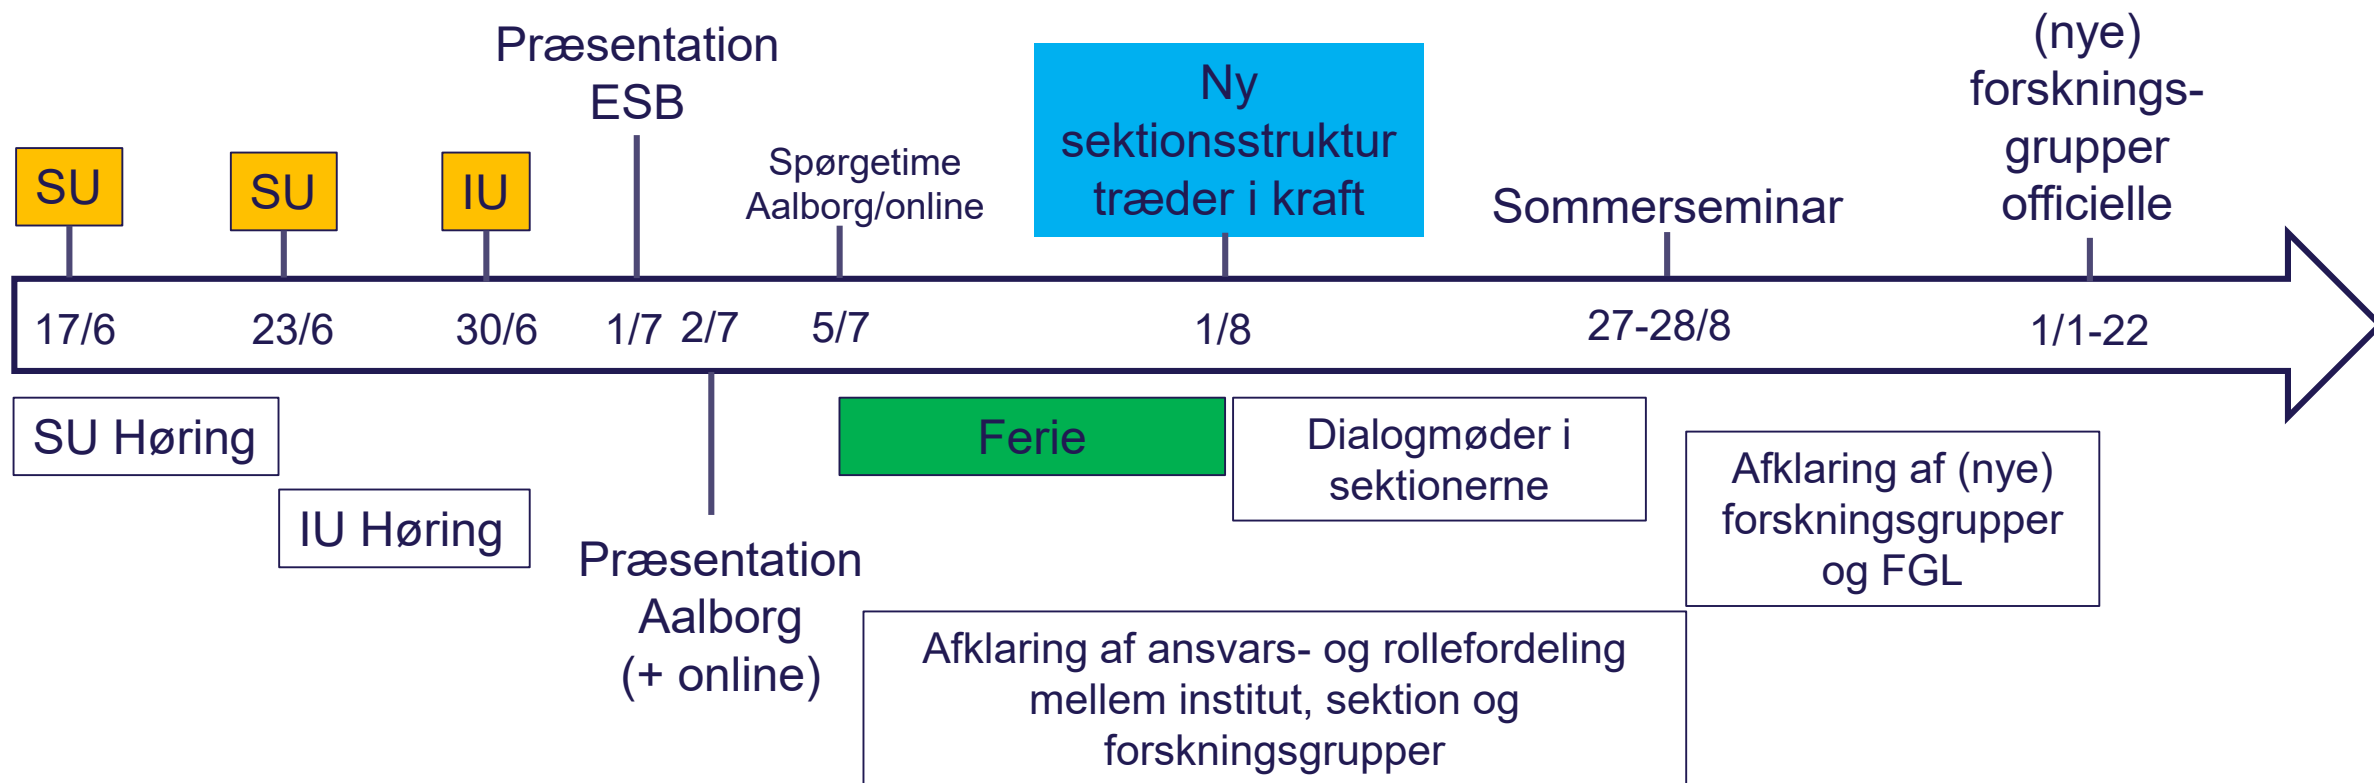 Præsentation
ESB
Ny
sektionsstruktur
træder i kraft
(nye)
forsknings-
grupper
officielle
SU
SU
IU
Spørgetime
Aalborg/online
Sommerseminar
17/6
23/6
30/6
1/7
2/7
5/7
1/8
27-28/8
1/1-22
SU Høring
IU Høring
Præsentation
Aalborg
(+ online)
Ferie
Dialogmøder i
sektionerne
Afklaring af (nye)
forskningsgrupper
og FGL
Afklaring af ansvars- og rollefordeling
mellem institut, sektion og
forskningsgrupper